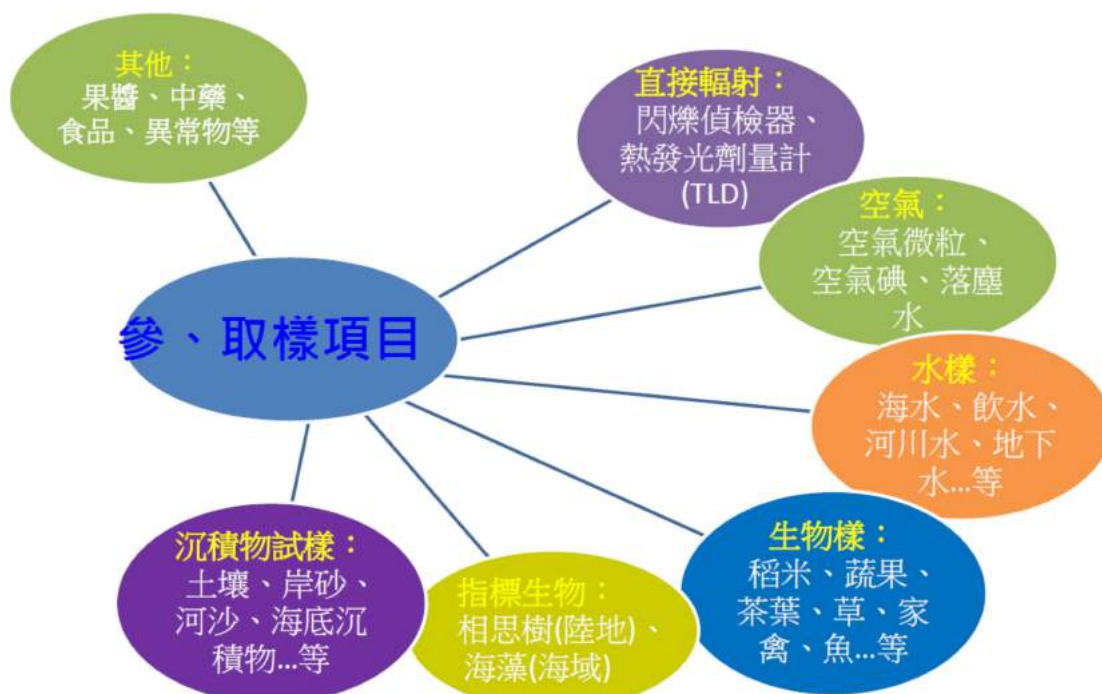 其他：
果醬、中藥、
食品、異常物等
直接輻射：
閃爍偵檢器、
熱發光劑量計
(TLD)
空氣：
空氣微粒、
空氣碘、落塵
水
參、取樣項目
水樣：
海水、飲水、
河川水、地下
水...等
生物樣：
稻米、蔬果、
茶葉、草、家
禽、魚...等
指標生物：
相思樹(陸地)、
海藻(海域)
沉積物試樣：
土壤、岸砂、
河沙、海底沉
積物...等